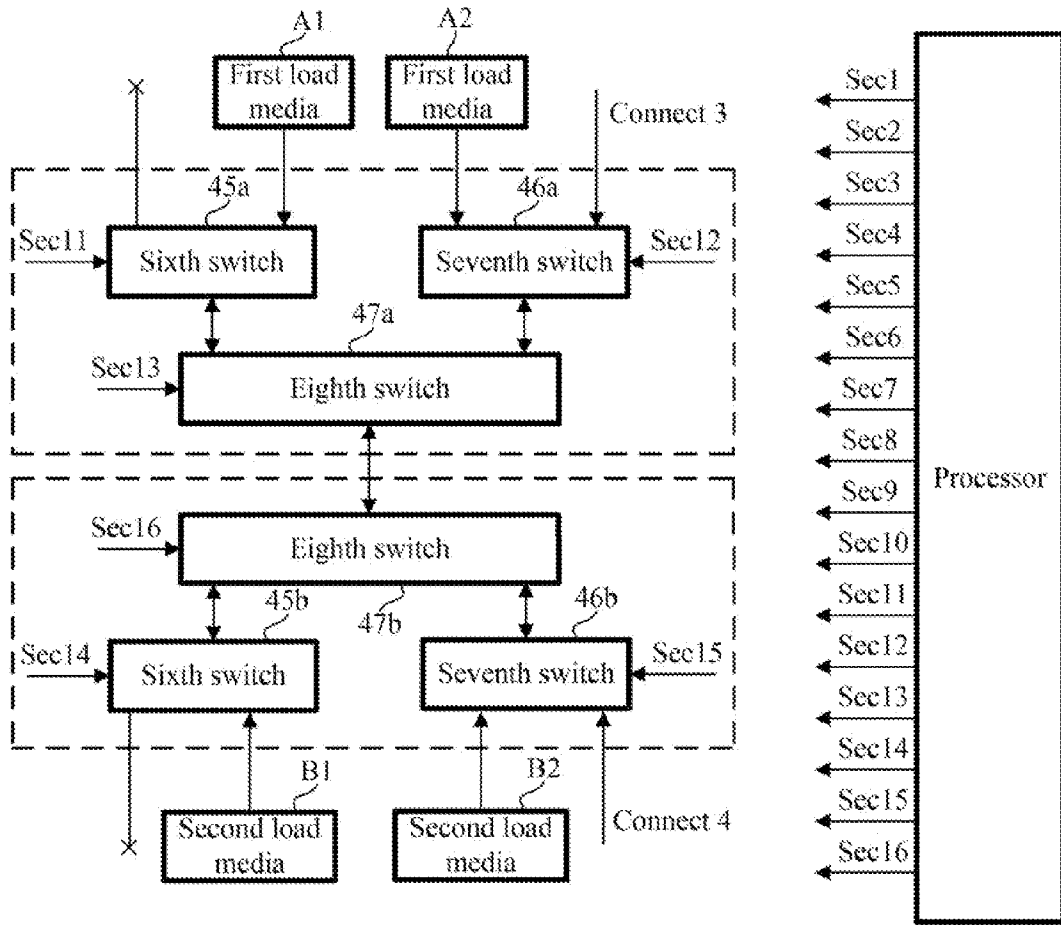 A1
A2
First load
media
First load
media
Connect 3
45a
46a
Sec11
Sixth switch
Seventh switch
Sec12
47a
Sec13
Eighth switch
Sec16
Eighth switch
45b
47b
46b
Sec14
Sixth switch
Seventh switch
Sec15
B1
B2
Second load
media
Second load
media
Connect 4
Sec1
Sec2
Sec3
Sec4
Sec5
Sec6
Sec7
Sec8
Sec9
Sec10
Sec11
Sec12
Sec13
Sec14
Sec15
Sec16
Processor